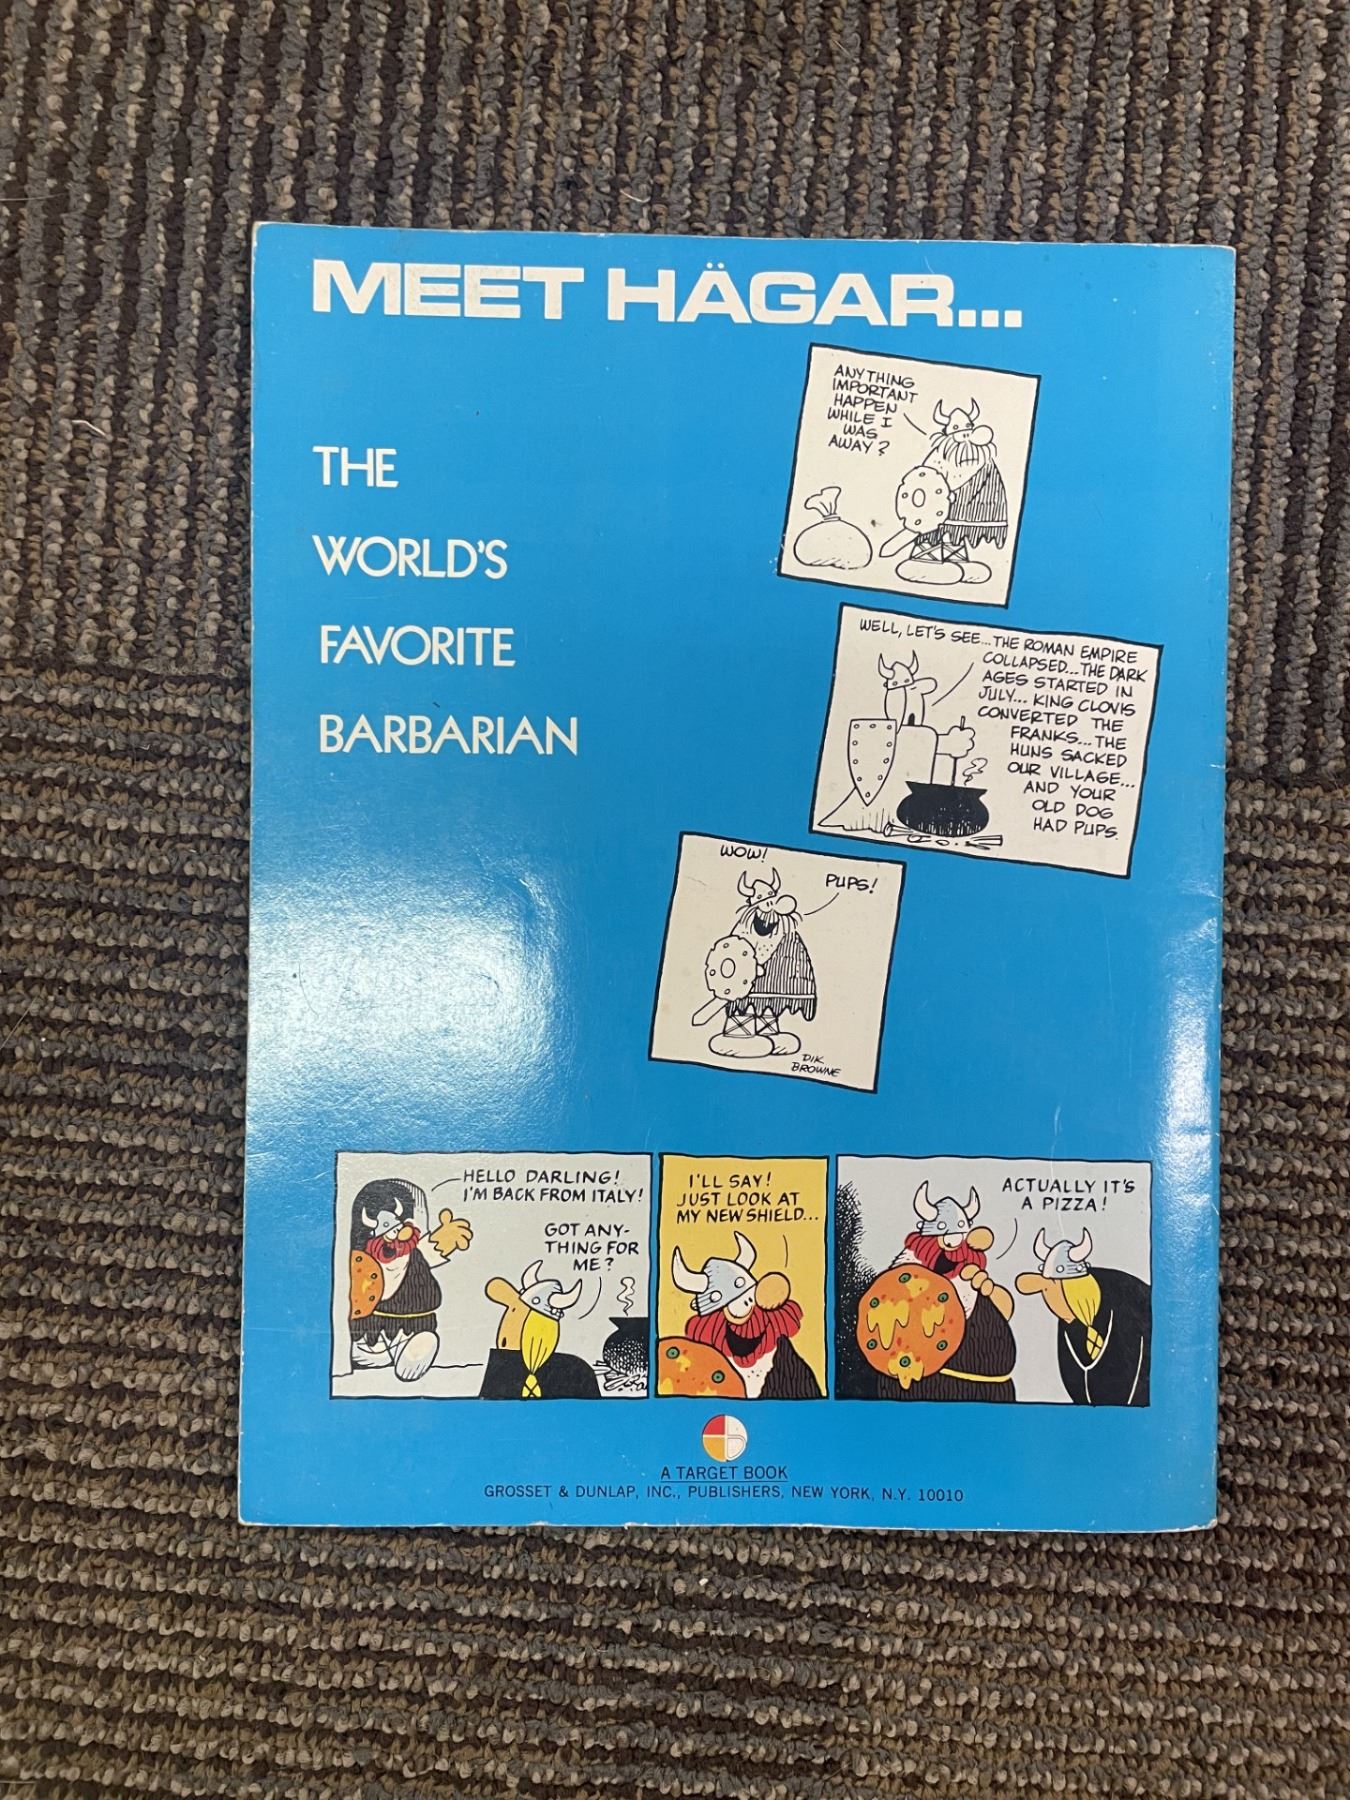 MEET HÄGAR...
THE
WORLD'S
FAVORITE
BARBARIAN
ANYTHING
IMPORTANT
HAPPEN
WHILE I
WAS
AWAY?
WELL, LET'S SEE...THE ROMAN EMPIRE
COLLAPSED...THE DARK
AGES STARTED IN
JULY... KING CLOVIS
CONVERTED THE
FRANKS...THE
HUNS SACKED
OUR VILLAGE...
AND YOUR
OLD DOG
HAD PUPS.
WOW!
PUPS!
DIK
BROWNE
HELLO DARLING!
I'M BACK FROM ITALY!
GOT ANY-
THING FOR
ME?
I'LL SAY!
JUST LOOK AT
MY NEW SHIELD...
ACTUALLY IT'S
A PIZZA!
A TARGET BOOK
GROSSET & DUNLAP, INC., PUBLISHERS, NEW YORK, N.Y. 10010